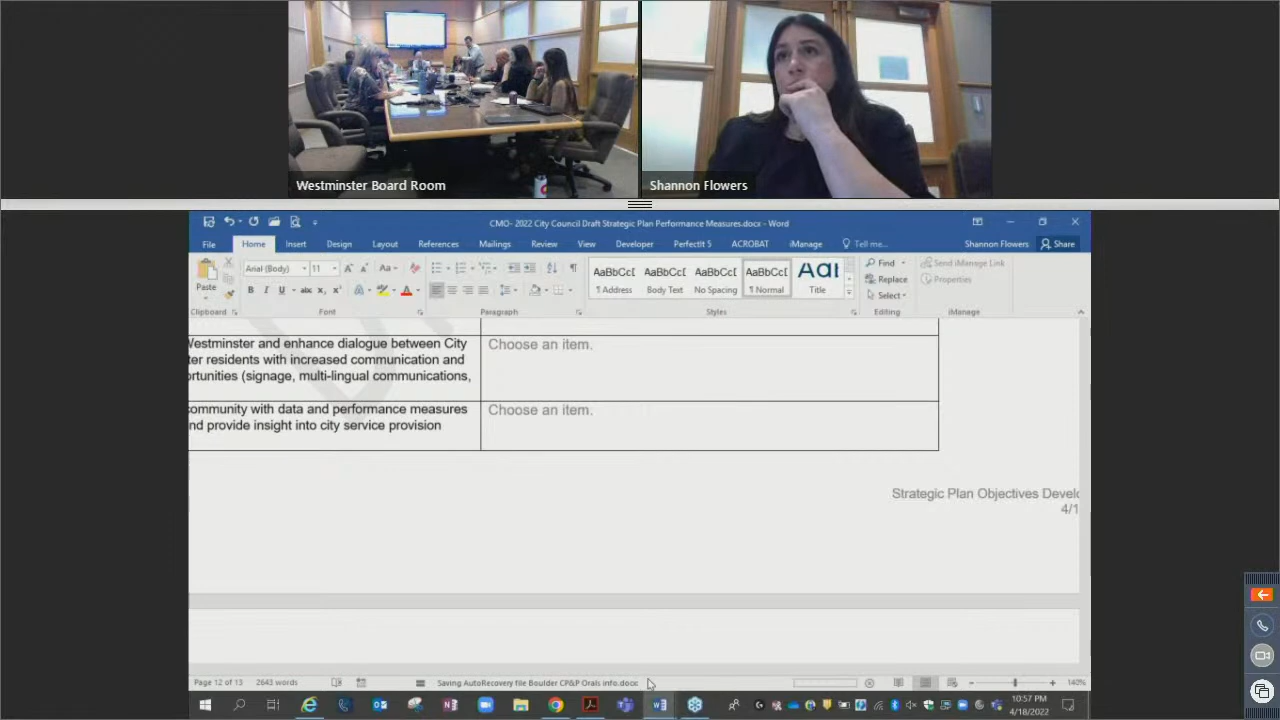 Westminster Board Room
Shannon Flowers
CMO- 2022 City Council Draft Strategic Plan Performance Measures.docx - Word
File Home Insert Design Layout References Mailings Review View Developer PerfectIt 5 ACROBAT iManage Tell me... Shannon Flowers Share
Paste
Arial (Body) 11
AaBbCcI AaBbCcI AaBbCcI AaBbCcI AaI
¶ Address Body Text No Spacing ¶ Normal Title
Find
Replace
Select
Send iManage Link
Properties
Clipboard Font Paragraph Styles Editing iManage
Westminster and enhance dialogue between City
ter residents with increased communication and
ortunities (signage, multi-lingual communications,
Choose an item.
community with data and performance measures
nd provide insight into city service provision
Choose an item.
Strategic Plan Objectives Develo
4/1
Page 12 of 13 2643 words Saving AutoRecovery file Boulder CP&P Orals info.docx 140%
10:57 PM
4/18/2022